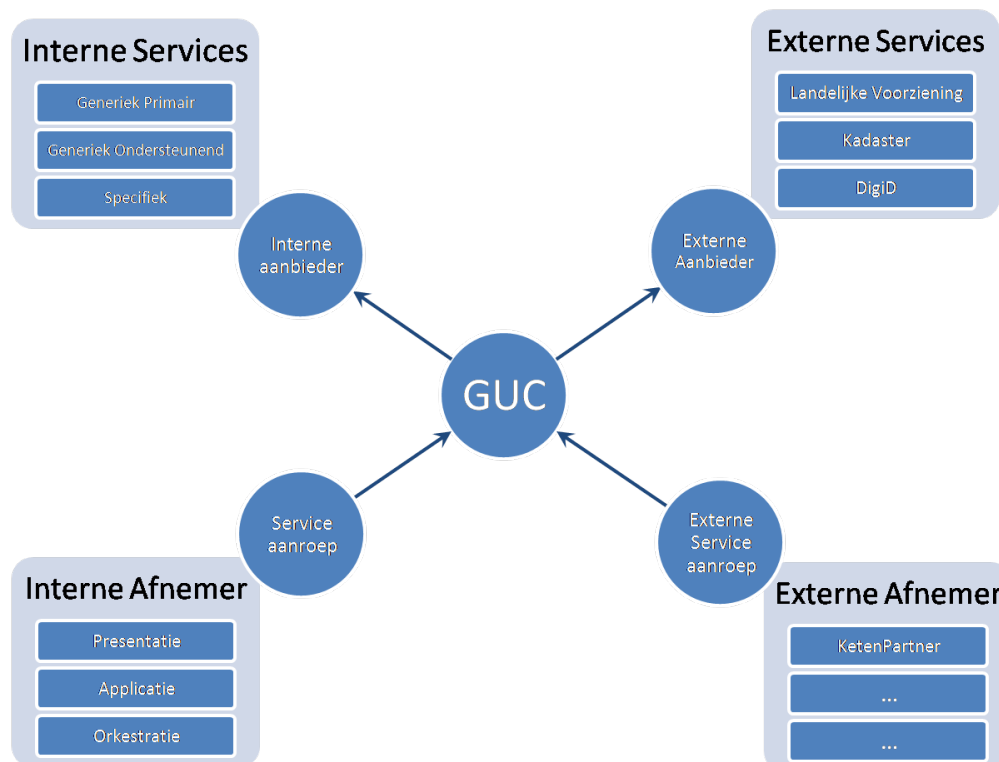 Interne Services
Generiek Primair
Generiek Ondersteunend
Specifiek
Externe Services
Landelijke Voorziening
Kadaster
DigiD
Interne
aanbieder
Externe
Aanbieder
GUC
Service
aanroep
Externe
Service
aanroep
Interne Afnemer
Presentatie
Applicatie
Orkestratie
Externe Afnemer
KetenPartner
...
...